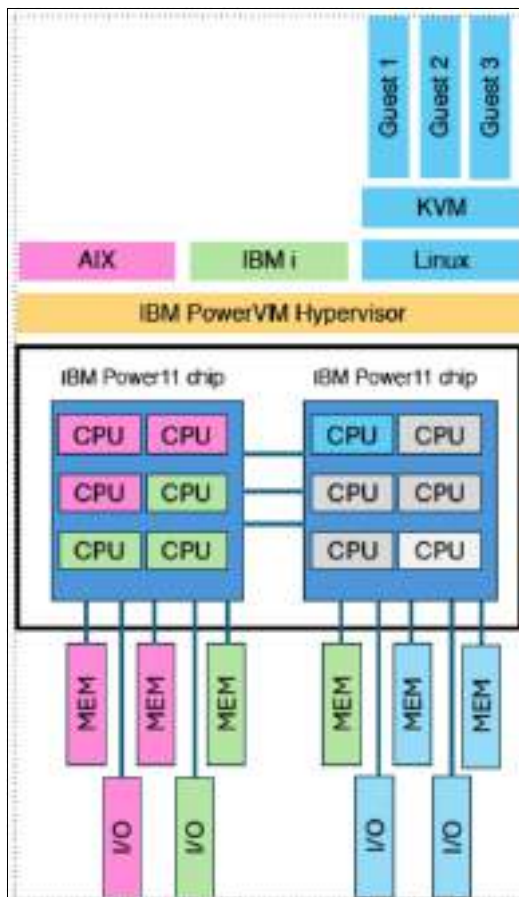 Guest 1 Guest 2 Guest 3
KVM
AIX IBM i Linux
IBM PowerVM Hypervisor
IBM Power11 chip IBM Power11 chip
CPU CPU CPU CPU
CPU CPU CPU CPU
CPU CPU CPU CPU
MEM MEM MEM MEM MEM MEM
I/O I/O I/O I/O